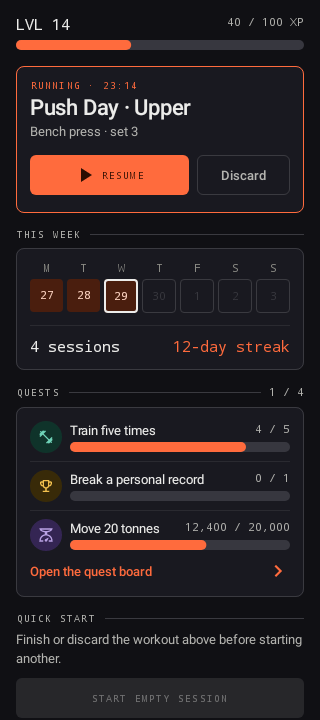 LVL 14
40 / 100 XP
RUNNING · 23:14
Push Day · Upper
Bench press · set 3
RESUME
Discard
THIS WEEK
M T W T F S S
27 28 29 30 1 2 3
4 sessions
12-day streak
QUESTS
1 / 4
Train five times
4 / 5
Break a personal record
0 / 1
Move 20 tonnes
12,400 / 20,000
Open the quest board
QUICK START
Finish or discard the workout above before starting
another.
START EMPTY SESSION